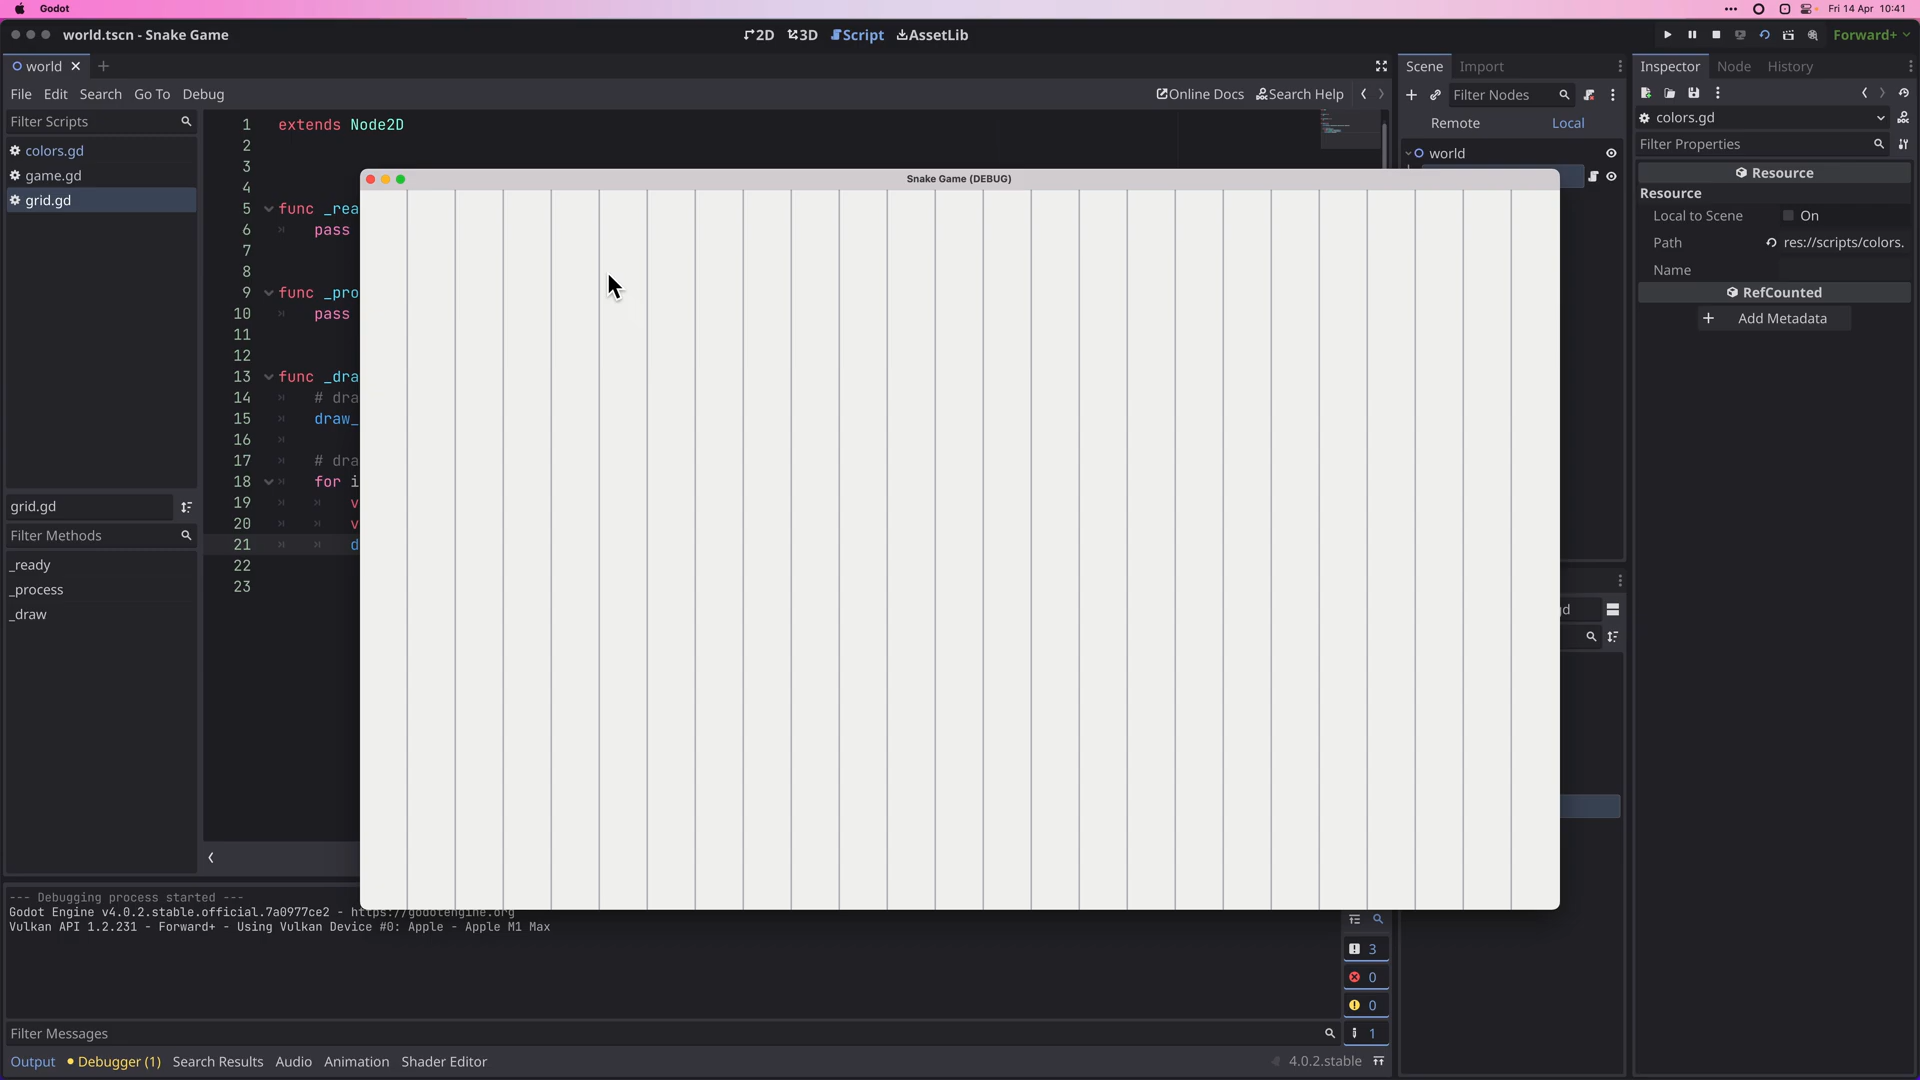 Godot
Fri 14 Apr 10:41
world.tscn - Snake Game
2D
3D
Script
AssetLib
Forward+
world
Scene
Import
Inspector
Node
History
File Edit Search Go To Debug
Online Docs
Search Help
Filter Nodes
Filter Scripts
Remote
Local
colors.gd
Filter Properties
colors.gd
game.gd
grid.gd
world
Resource
Resource
Local to Scene
On
Path
res://scripts/colors.
Name
RefCounted
Add Metadata
1 extends Node2D
2
3
4
5 func _rea
6 pass
7
8
9 func _pro
10 pass
11
12
13 func _dra
14 # dra
15 draw_
16
17 # dra
18 for i
19 v
20 v
21 d
22
23
Snake Game (DEBUG)
grid.gd
Filter Methods
_ready
_process
_draw
--- Debugging process started ---
Godot Engine v4.0.2.stable.official.7a0977ce2 - https://godotengine.org
Vulkan API 1.2.231 - Forward+ - Using Vulkan Device #0: Apple - Apple M1 Max
3
0
0
1
Filter Messages
Output
Debugger (1)
Search Results
Audio
Animation
Shader Editor
4.0.2.stable